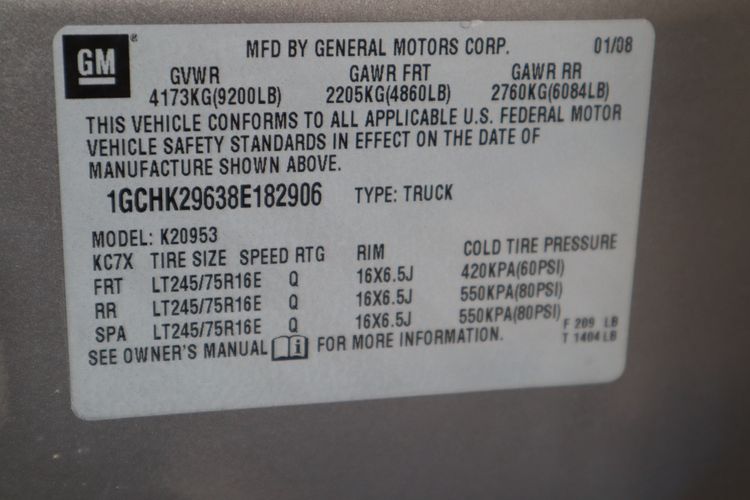 GM® MFD BY GENERAL MOTORS CORP. 01/08
GVWR GAWR FRT GAWR RR
4173KG(9200LB) 2205KG(4860LB) 2760KG(6084LB)
THIS VEHICLE CONFORMS TO ALL APPLICABLE U.S. FEDERAL MOTOR
VEHICLE SAFETY STANDARDS IN EFFECT ON THE DATE OF
MANUFACTURE SHOWN ABOVE.
1GCHK29638E182906 TYPE: TRUCK
MODEL: K20953
KC7X TIRE SIZE SPEED RTG RIM COLD TIRE PRESSURE
FRT LT245/75R16E Q 16X6.5J 420KPA(60PSI)
RR LT245/75R16E Q 16X6.5J 550KPA(80PSI)
SPA LT245/75R16E Q 16X6.5J 550KPA(80PSI)
SEE OWNER'S MANUAL i FOR MORE INFORMATION.
F 209 LB
T 1404 LB